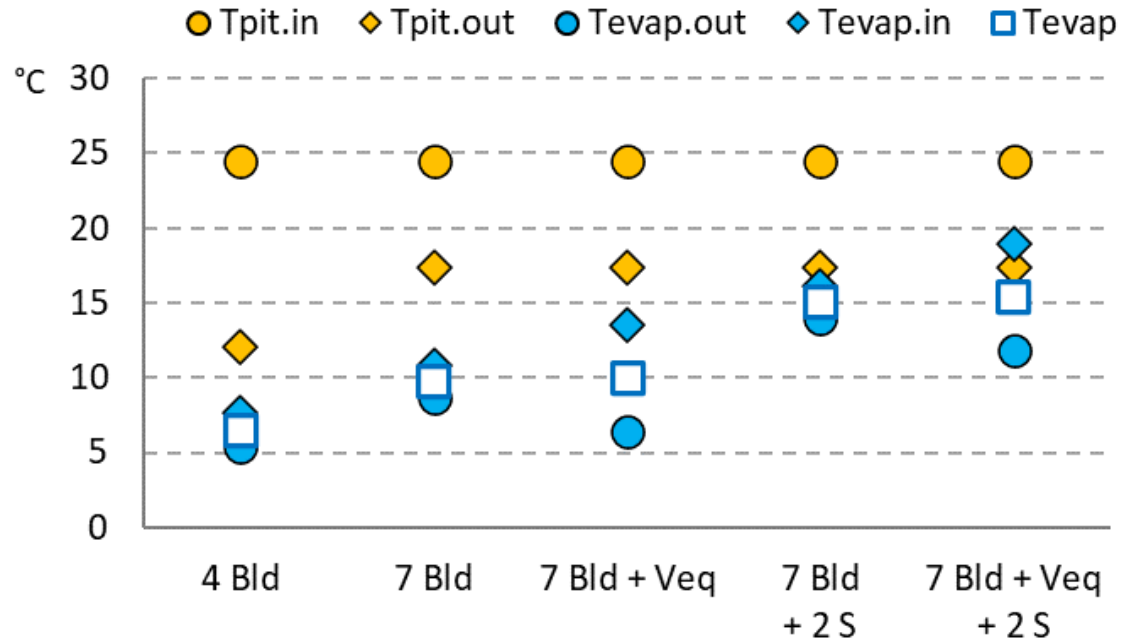 Tpit.in Tpit.out Tevap.out Tevap.in Tevap
°C 30
25
20
15
10
5
0
4 Bld 7 Bld 7 Bld + Veq 7 Bld 7 Bld + Veq
+ 2 S + 2 S